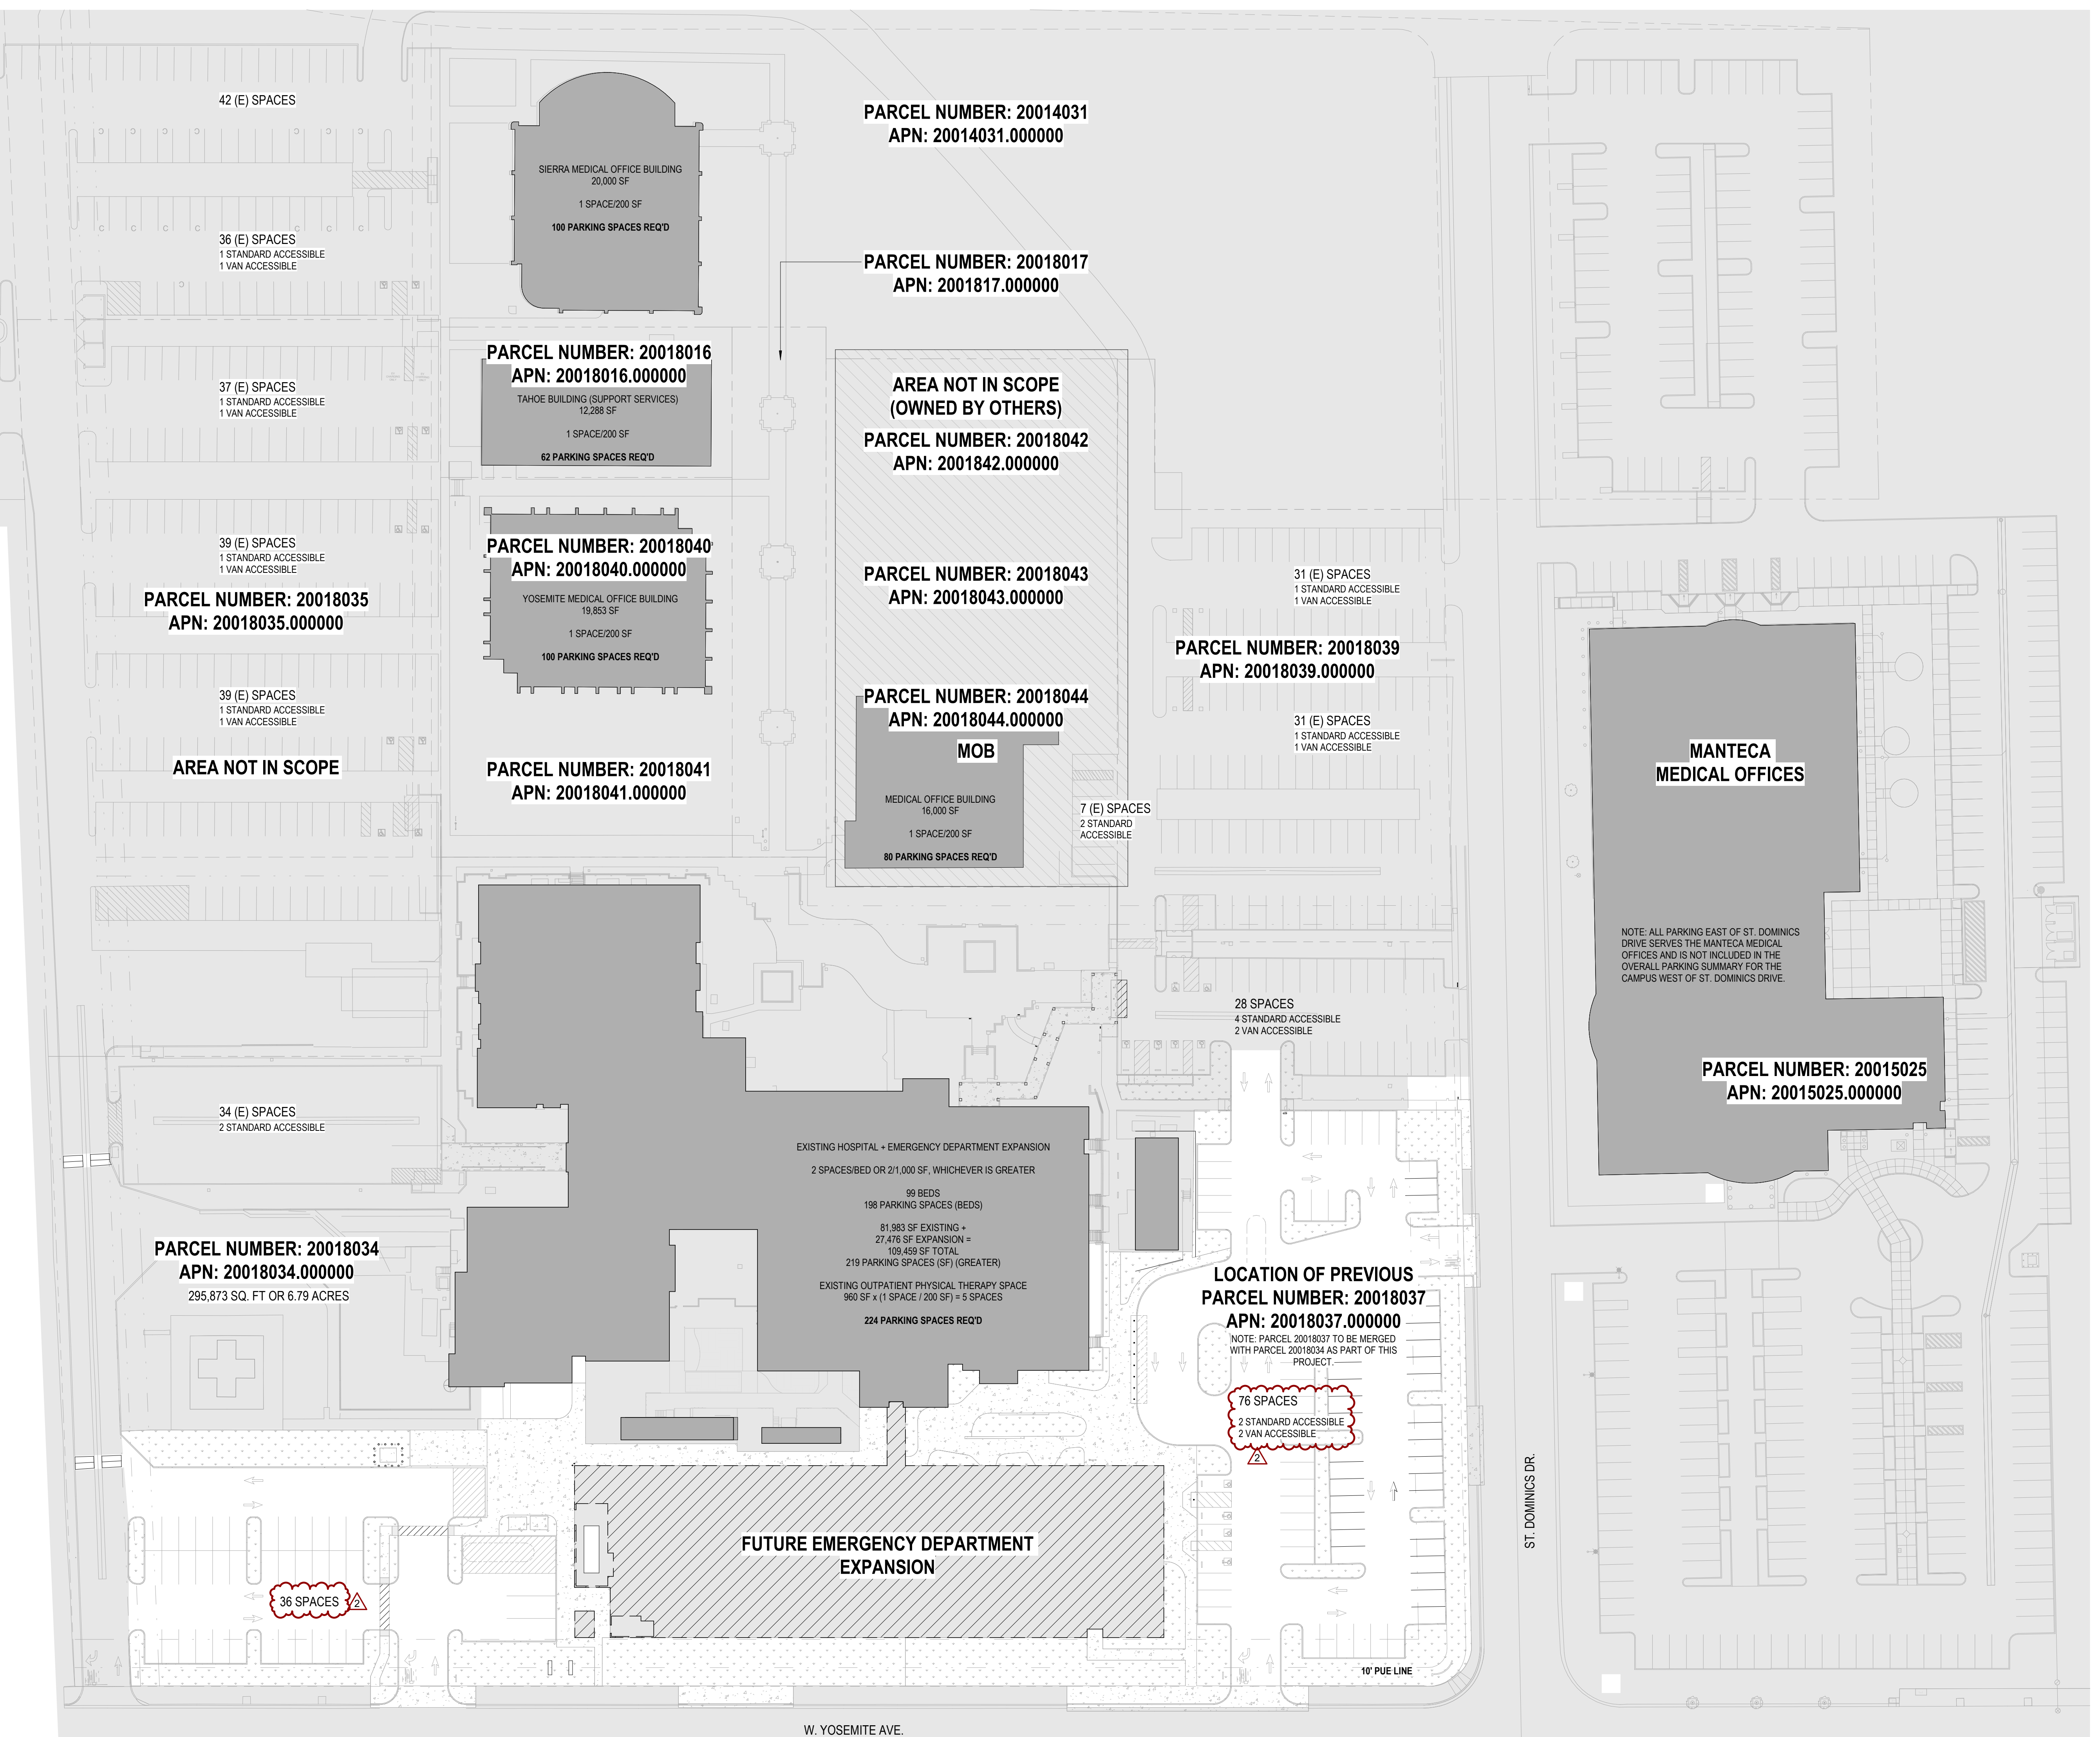 42 (E) SPACES
36 (E) SPACES
1 STANDARD ACCESSIBLE
1 VAN ACCESSIBLE
37 (E) SPACES
1 STANDARD ACCESSIBLE
1 VAN ACCESSIBLE
39 (E) SPACES
1 STANDARD ACCESSIBLE
1 VAN ACCESSIBLE
PARCEL NUMBER: 20018035
APN: 20018035.000000
39 (E) SPACES
1 STANDARD ACCESSIBLE
1 VAN ACCESSIBLE
AREA NOT IN SCOPE
SIERRA MEDICAL OFFICE BUILDING
20,000 SF
1 SPACE/200 SF
100 PARKING SPACES REQ'D
PARCEL NUMBER: 20018016
APN: 20018016.000000
TAHOE BUILDING (SUPPORT SERVICES)
12,288 SF
1 SPACE/200 SF
62 PARKING SPACES REQ'D
PARCEL NUMBER: 20018040
APN: 20018040.000000
YOSEMITE MEDICAL OFFICE BUILDING
19,853 SF
1 SPACE/200 SF
100 PARKING SPACES REQ'D
PARCEL NUMBER: 20018041
APN: 20018041.000000
PARCEL NUMBER: 20014031
APN: 20014031.000000
PARCEL NUMBER: 20018017
APN: 2001817.000000
AREA NOT IN SCOPE
(OWNED BY OTHERS)
PARCEL NUMBER: 20018042
APN: 2001842.000000
PARCEL NUMBER: 20018043
APN: 20018043.000000
PARCEL NUMBER: 20018044
APN: 20018044.000000
MOB
MEDICAL OFFICE BUILDING
16,000 SF
1 SPACE/200 SF
80 PARKING SPACES REQ'D
7 (E) SPACES
2 STANDARD
ACCESSIBLE
31 (E) SPACES
1 STANDARD ACCESSIBLE
1 VAN ACCESSIBLE
PARCEL NUMBER: 20018039
APN: 20018039.000000
31 (E) SPACES
1 STANDARD ACCESSIBLE
1 VAN ACCESSIBLE
28 SPACES
4 STANDARD ACCESSIBLE
2 VAN ACCESSIBLE
MANTECA
MEDICAL OFFICES
NOTE: ALL PARKING EAST OF ST. DOMINICS
DRIVE SERVES THE MANTECA MEDICAL
OFFICES AND IS NOT INCLUDED IN THE
OVERALL PARKING SUMMARY FOR THE
CAMPUS WEST OF ST. DOMINICS DRIVE.
PARCEL NUMBER: 20015025
APN: 20015025.000000
34 (E) SPACES
2 STANDARD ACCESSIBLE
PARCEL NUMBER: 20018034
APN: 20018034.000000
295,873 SQ. FT OR 6.79 ACRES
EXISTING HOSPITAL + EMERGENCY DEPARTMENT EXPANSION
2 SPACES/BED OR 2/1,000 SF, WHICHEVER IS GREATER
99 BEDS
198 PARKING SPACES (BEDS)
81,983 SF EXISTING +
27,476 SF EXPANSION =
109,459 SF TOTAL
219 PARKING SPACES (SF) (GREATER)
EXISTING OUTPATIENT PHYSICAL THERAPY SPACE
960 SF x (1 SPACE / 200 SF) = 5 SPACES
224 PARKING SPACES REQ'D
LOCATION OF PREVIOUS
PARCEL NUMBER: 20018037
APN: 20018037.000000
NOTE: PARCEL 20018037 TO BE MERGED
WITH PARCEL 20018034 AS PART OF THIS
PROJECT.
76 SPACES
2 STANDARD ACCESSIBLE
2 VAN ACCESSIBLE
2
FUTURE EMERGENCY DEPARTMENT
EXPANSION
36 SPACES
2
ST. DOMINICS DR.
10' PUE LINE
W. YOSEMITE AVE.